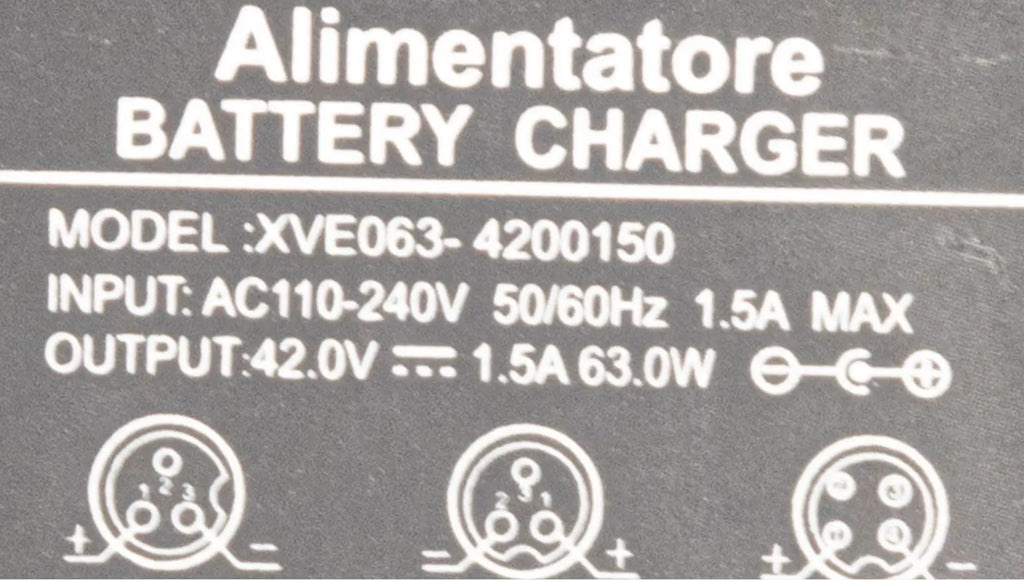 Alimentatore
BATTERY CHARGER
MODEL :XVE063- 4200150
INPUT: AC110-240V 50/60Hz 1.5A MAX
OUTPUT:42.0V ⎓ 1.5A 63.0W
1 2 3
2 3 1
+ − − + +  −